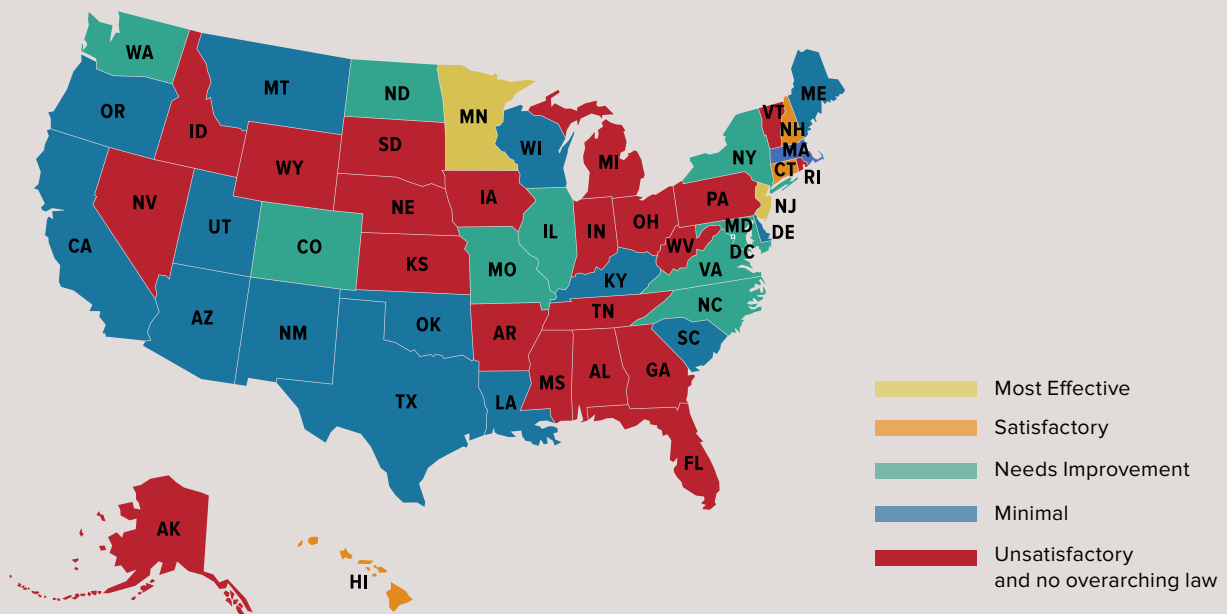 WA
MT
ND
MN
OR
ID
SD
WI
WY
MI
ME
VT
NH
MA
NY
CT
RI
IA
NE
PA
NJ
NV
UT
CO
KS
MO
IL
IN
OH
WV
MD
DE
DC
VA
KY
CA
AZ
NM
OK
AR
TN
NC
SC
TX
LA
MS
AL
GA
FL
AK
HI
Most Effective
Satisfactory
Needs Improvement
Minimal
Unsatisfactory
and no overarching law